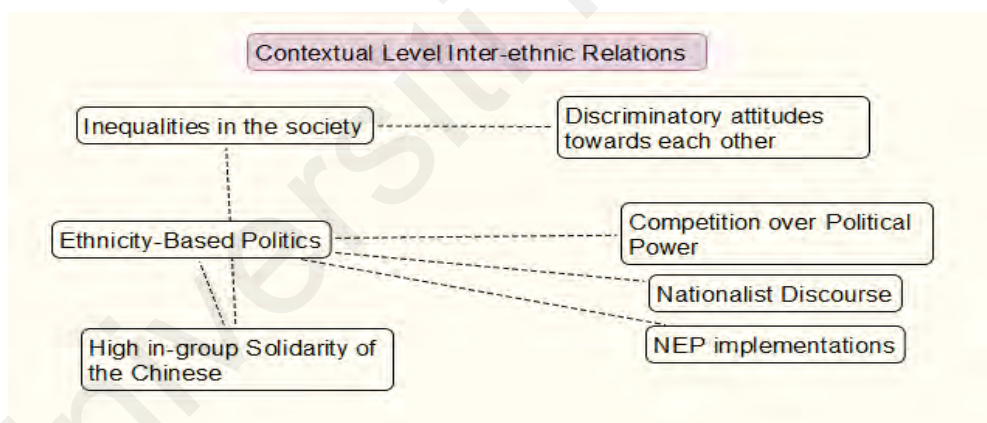 Contextual Level Inter-ethnic Relations
Inequalities in the society
Discriminatory attitudes
towards each other
Ethnicity-Based Politics
Competition over Political
Power
Nationalist Discourse
NEP implementations
High in-group Solidarity of
the Chinese